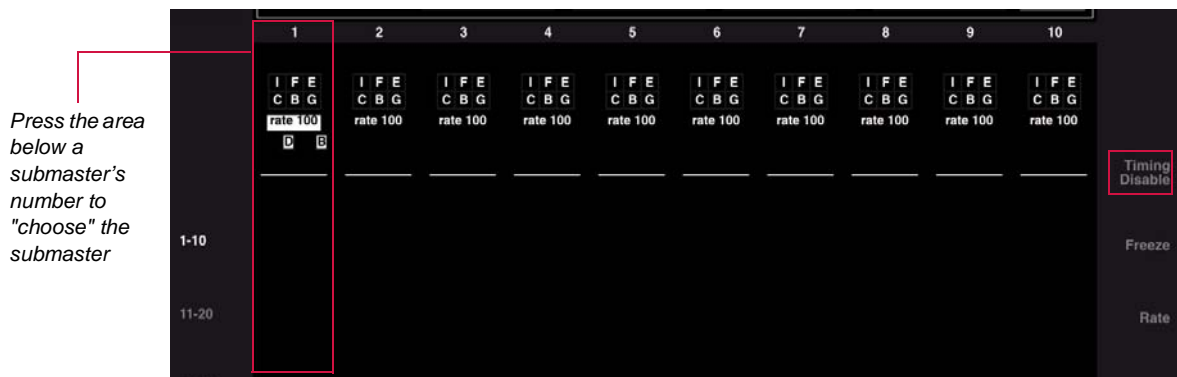 1 2 3 4 5 6 7 8 9 10
I F E I F E I F E I F E I F E I F E I F E I F E I F E I F E
C B G C B G C B G C B G C B G C B G C B G C B G C B G C B G
rate 100 rate 100 rate 100 rate 100 rate 100 rate 100 rate 100 rate 100 rate 100 rate 100
D B
Press the area
below a
submaster's
number to
"choose" the
submaster
Timing
Disable
1-10
Freeze
11-20
Rate